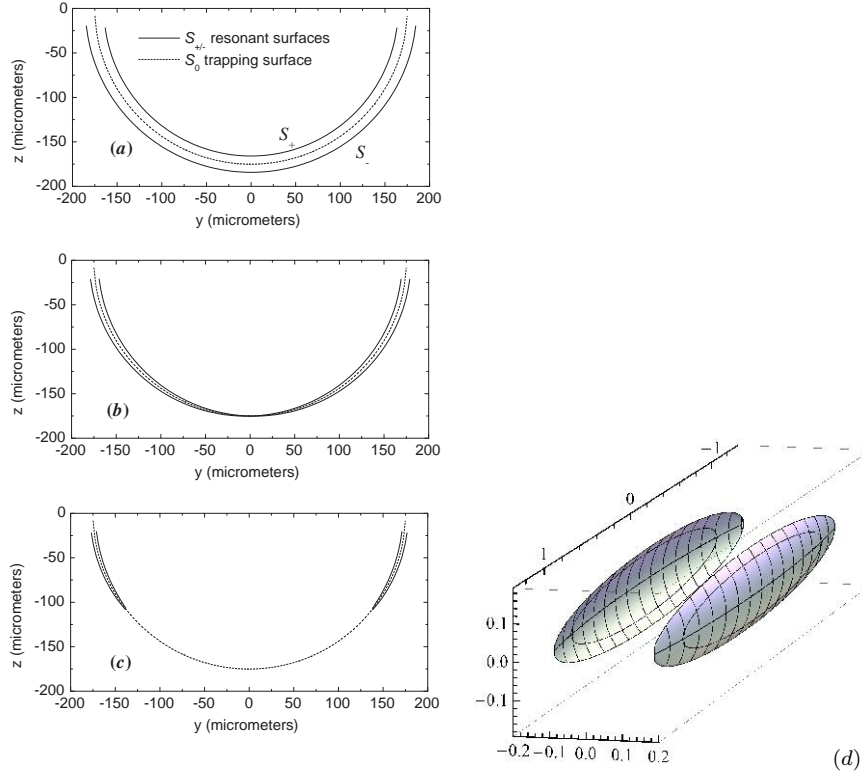 0
-50
-100
-150
-200
-200 -150 -100 -50 0 50 100 150 200
z (micrometers)
y (micrometers)
S+/- resonant surfaces
S0 trapping surface
S+
S-
(a)
0
-50
-100
-150
-200
-200 -150 -100 -50 0 50 100 150 200
z (micrometers)
y (micrometers)
(b)
0
-50
-100
-150
-200
-200 -150 -100 -50 0 50 100 150 200
z (micrometers)
y (micrometers)
(c)
−1
0
1
0.1
0.0
−0.1
−0.2 −0.1 0.0 0.1 0.2
(d)